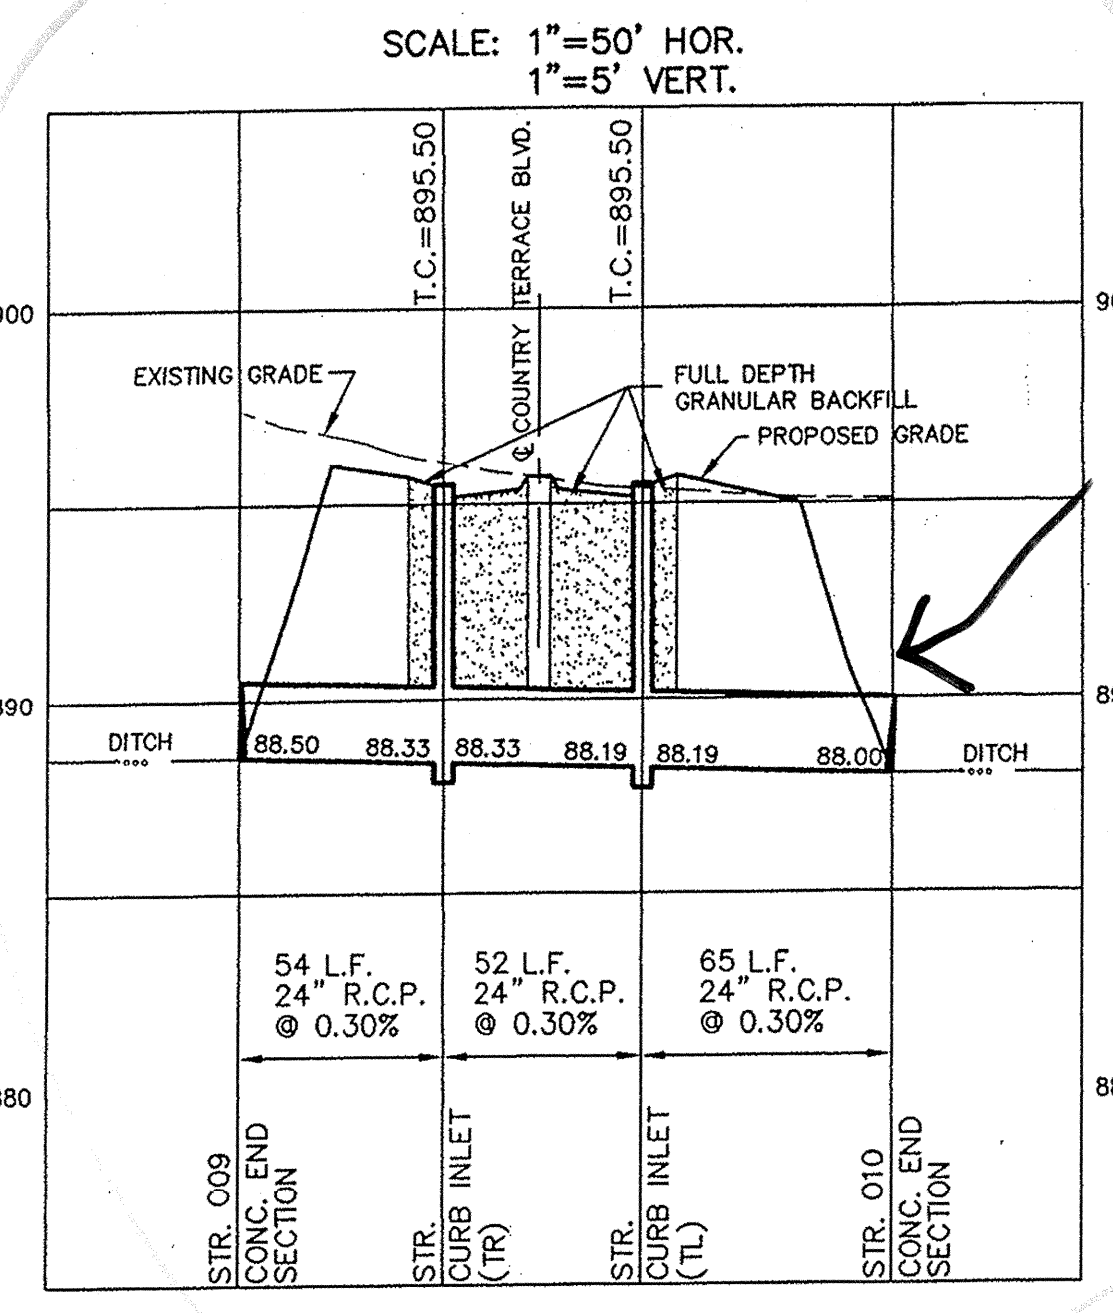 SCALE: 1"=50' HOR.
1"=5' VERT.
T.C.=895.50
℄ COUNTRY TERRACE BLVD.
T.C.=895.50
900
EXISTING GRADE
FULL DEPTH
GRANULAR BACKFILL
PROPOSED GRADE
DITCH
88.50
88.33
88.33
88.19
88.19
88.00
DITCH
54 L.F.
24" R.C.P.
@ 0.30%
52 L.F.
24" R.C.P.
@ 0.30%
65 L.F.
24" R.C.P.
@ 0.30%
STR. 009
CONC. END
SECTION
STR.
CURB INLET
(TR)
STR.
CURB INLET
(TL)
STR. 010
CONC. END
SECTION